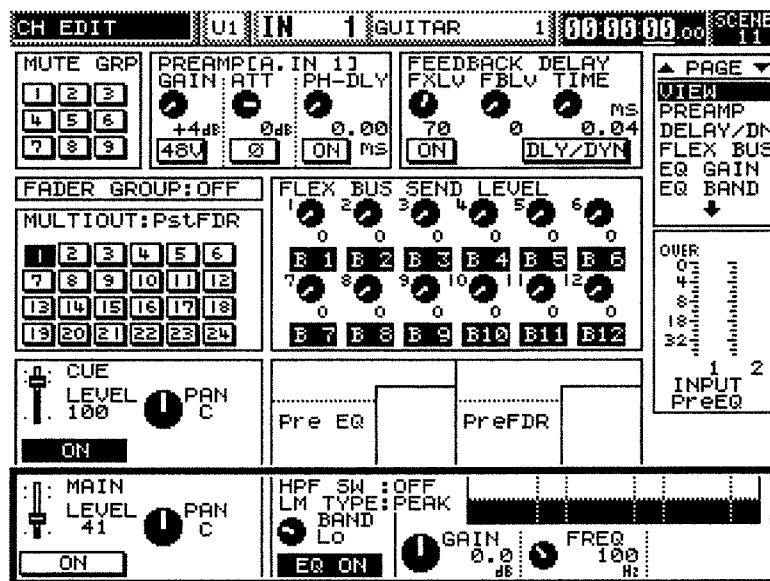 CH EDIT U1 IN 1 GUITAR 1 00:00:00.00 SCENE 11
MUTE GRP
1 2 3
4 5 6
7 8 9
PREAMP[A.IN 1]
GAIN ATT PH-DLY
+4dB 0dB 0.00
48V Ø ON ms
FEEDBACK DELAY
FXLV FBLV TIME
ms
70 0 0.04
ON DLY/DYN
▲ PAGE ▼
VIEW
PREAMP
DELAY/DN
FLEX BUS
EQ GAIN
EQ BAND
FADER GROUP:OFF
MULTIOUT:PstFDR
1 2 3 4 5 6
7 8 9 10 11 12
13 14 15 16 17 18
19 20 21 22 23 24
FLEX BUS SEND LEVEL
1 2 3 4 5 6
0 0 0 0 0 0
B 1 B 2 B 3 B 4 B 5 B 6
7 8 9 10 11 12
0 0 0 0 0 0
B 7 B 8 B 9 B10 B11 B12
OVER
0
4
8
18
32
1 2
INPUT
PreEQ
CUE
LEVEL PAN
100 C
ON
Pre EQ PreFDR
MAIN
LEVEL PAN
41 C
ON
HPF SW :OFF
LM TYPE:PEAK
BAND
Lo
EQ ON
GAIN
0.0
dB
FREQ
100
Hz